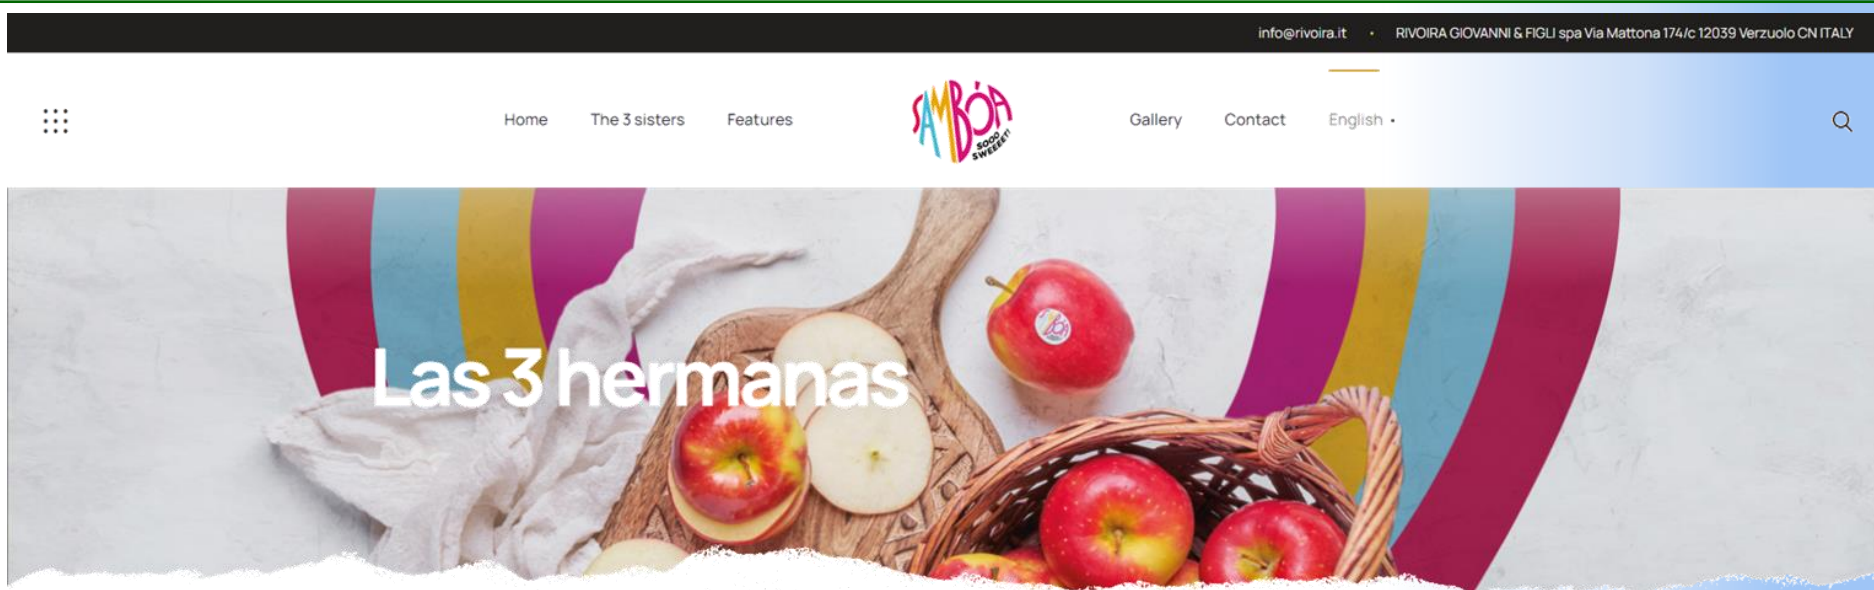 info@rivoira.it • RIVOIRA GIOVANNI & FIGLI spa Via Mattona 174/c 12039 Verzuolo CN ITALY
Home The 3 sisters Features
SAMBÓA
SOOO
SWEEEET!
Gallery Contact English •
Las 3 hermanas